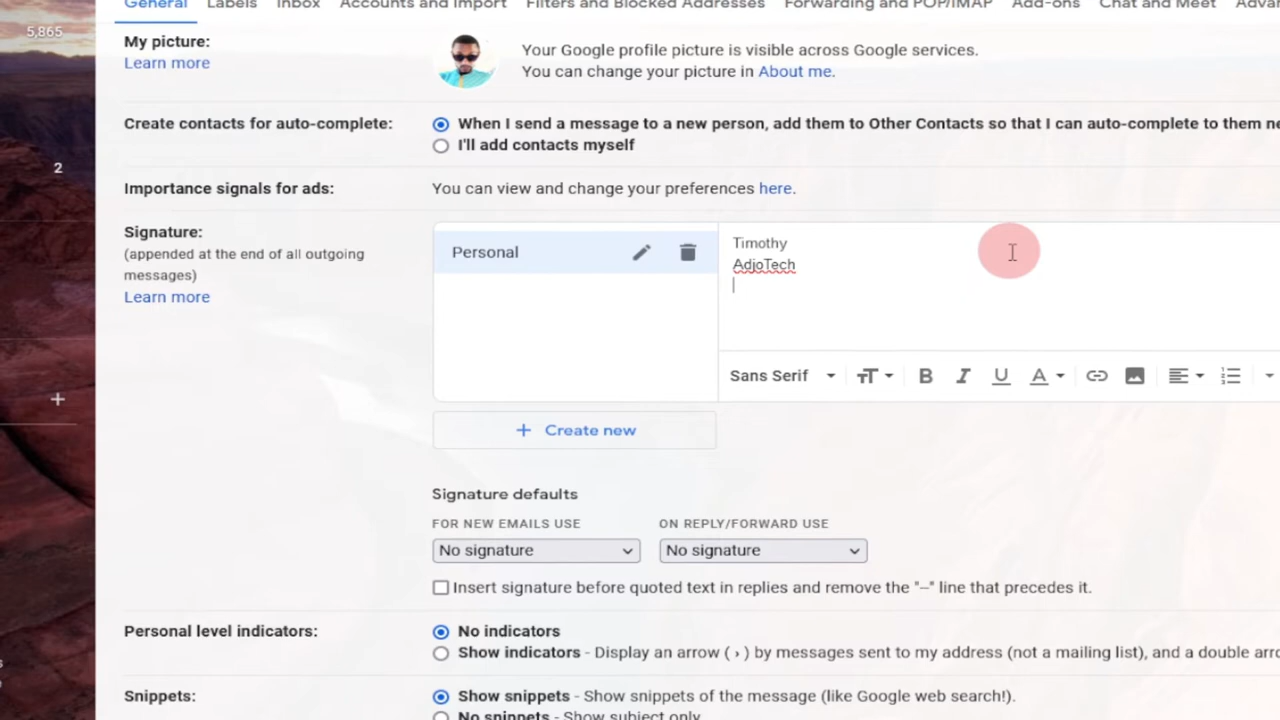 General Labels Inbox Accounts and Import Filters and Blocked Addresses Forwarding and POP/IMAP Add-ons Chat and Meet
5,865
My picture:
Learn more
Your Google profile picture is visible across Google services.
You can change your picture in About me.
Create contacts for auto-complete:
When I send a message to a new person, add them to Other Contacts so that I can auto-complete to them
I'll add contacts myself
2
Importance signals for ads:
You can view and change your preferences here.
Signature:
(appended at the end of all outgoing
messages)
Learn more
Personal
Timothy
AdjoTech
Sans Serif
Create new
Signature defaults
FOR NEW EMAILS USE
ON REPLY/FORWARD USE
No signature
No signature
Insert signature before quoted text in replies and remove the "--" line that precedes it.
Personal level indicators:
No indicators
Show indicators - Display an arrow ( › ) by messages sent to my address (not a mailing list), and a double
Snippets:
Show snippets - Show snippets of the message (like Google web search!).
No snippets - Show subject only.